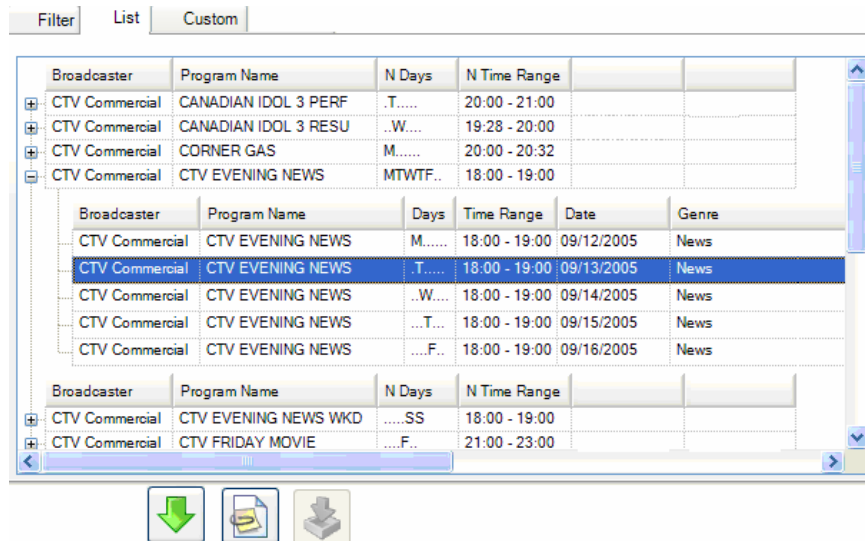 Filter List Custom
Broadcaster Program Name N Days N Time Range
CTV Commercial CANADIAN IDOL 3 PERF .T..... 20:00 - 21:00
CTV Commercial CANADIAN IDOL 3 RESU ..W.... 19:28 - 20:00
CTV Commercial CORNER GAS M...... 20:00 - 20:32
CTV Commercial CTV EVENING NEWS MTWTF.. 18:00 - 19:00
Broadcaster Program Name Days Time Range Date Genre
CTV Commercial CTV EVENING NEWS M...... 18:00 - 19:00 09/12/2005 News
CTV Commercial CTV EVENING NEWS .T..... 18:00 - 19:00 09/13/2005 News
CTV Commercial CTV EVENING NEWS ..W.... 18:00 - 19:00 09/14/2005 News
CTV Commercial CTV EVENING NEWS ...T... 18:00 - 19:00 09/15/2005 News
CTV Commercial CTV EVENING NEWS ....F.. 18:00 - 19:00 09/16/2005 News
Broadcaster Program Name N Days N Time Range
CTV Commercial CTV EVENING NEWS WKD .....SS 18:00 - 19:00
CTV Commercial CTV FRIDAY MOVIE ....F.. 21:00 - 23:00